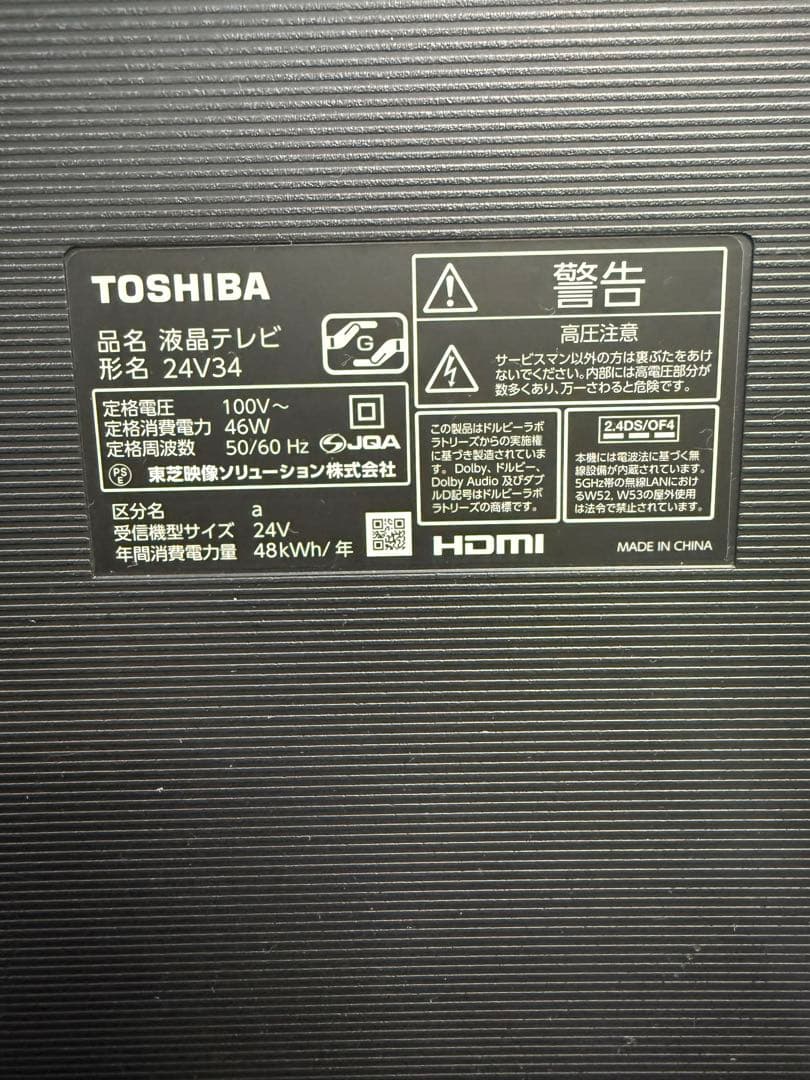 TOSHIBA
品名 液晶テレビ
形名 24V34
G
定格電圧 100V～
定格消費電力 46W
定格周波数 50/60 Hz
JQA
PSE 東芝映像ソリューション株式会社
区分名 a
受信機型サイズ 24V
年間消費電力量 48kWh/年
警告
高圧注意
サービスマン以外の方は裏ぶたをあけ
ないでください。内部には高電圧部分が
数多くあり、万一さわると危険です。
この製品はドルビーラボ
ラトリーズからの実施権
に基づき製造されていま
す。Dolby、ドルビー、
Dolby Audio 及びダブ
ルD記号はドルビーラボ
ラトリーズの商標です。
2.4DS/OF4
本機には電波法に基づく無
線設備が内蔵されています。
5GHz帯の無線LANにおけ
るW52, W53の屋外使用
は法令で禁止されています。
HDMI
MADE IN CHINA